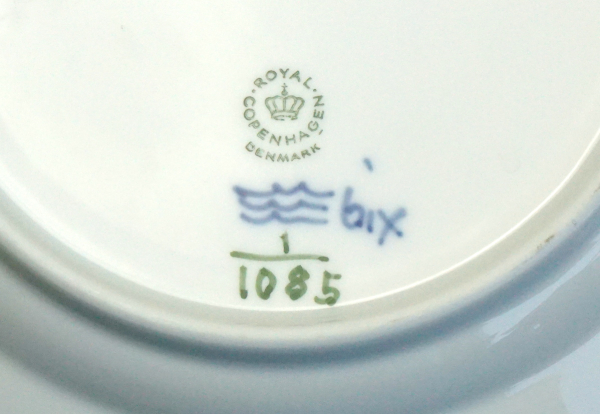 ROYAL
COPENHAGEN
DENMARK
bix
1
1085